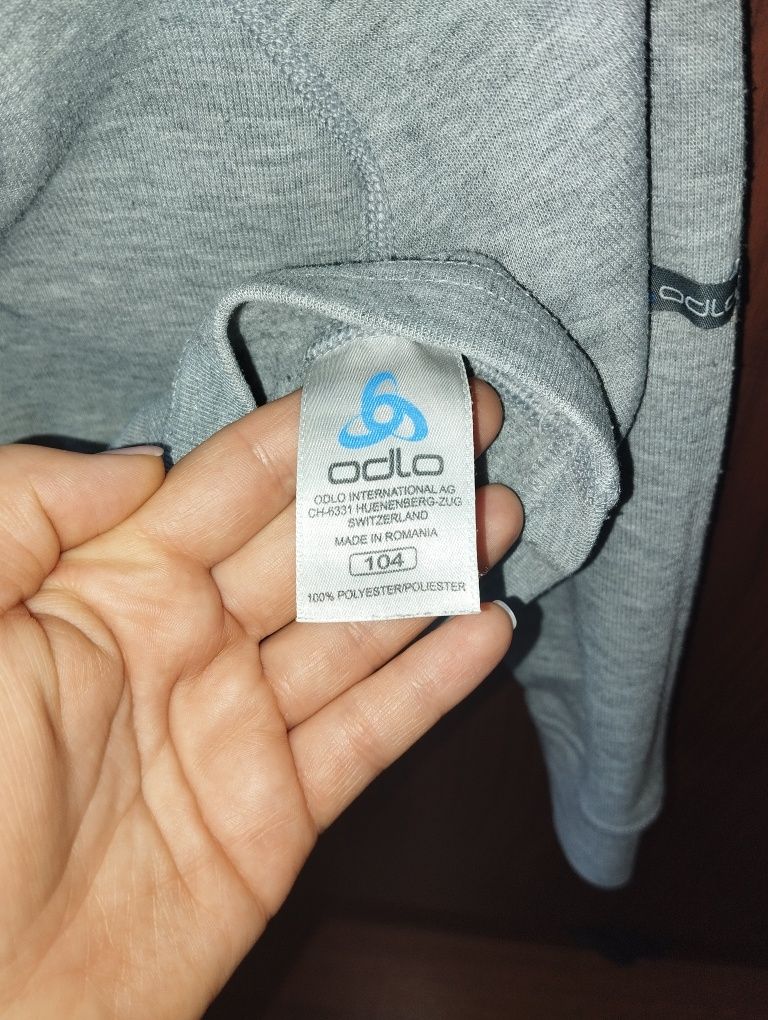 odlo
ODLO INTERNATIONAL AG
CH-6331 HUENENBERG-ZUG
SWITZERLAND
MADE IN ROMANIA
104
100% POLYESTER/POLIESTER
odlo